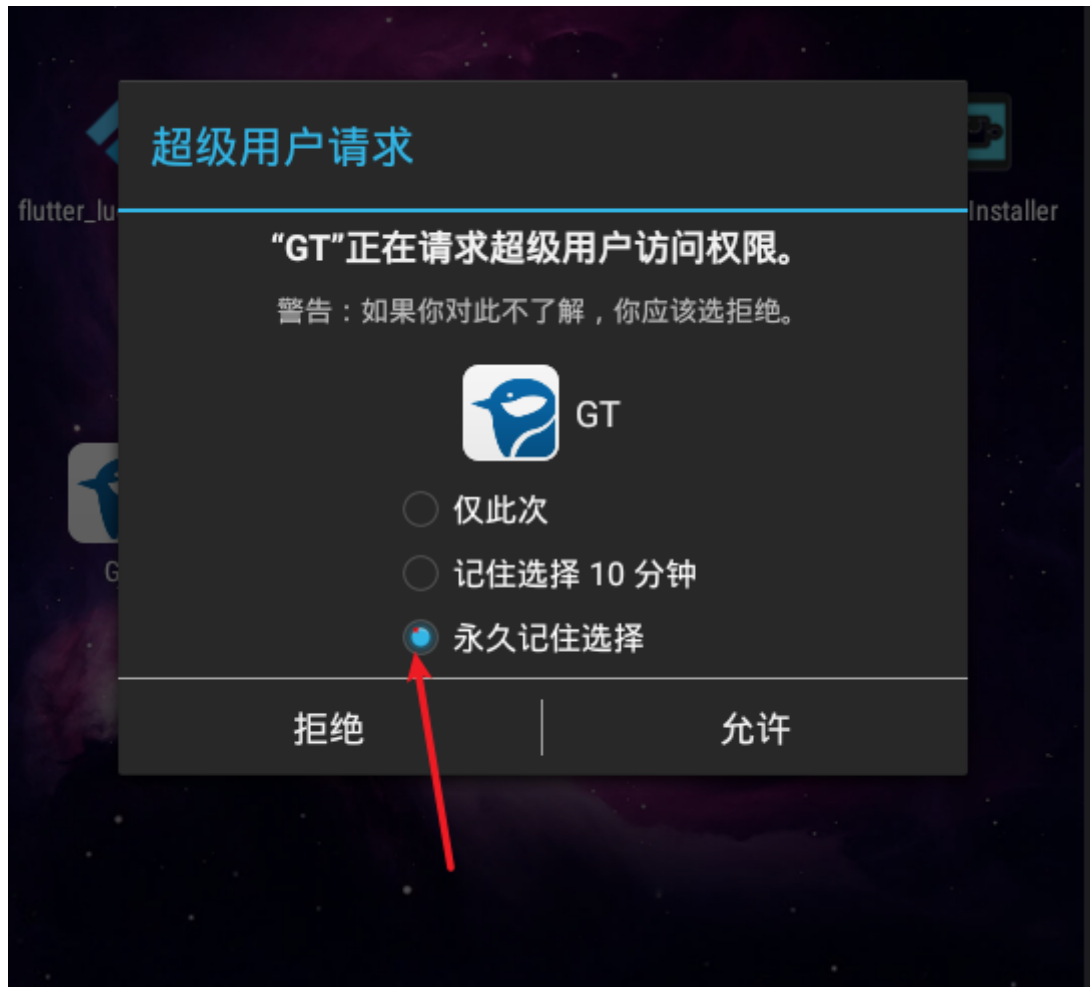 超级用户请求
flutter_lu
Installer
“GT”正在请求超级用户访问权限。
警告：如果你对此不了解，你应该选拒绝。
GT
仅此次
G
记住选择 10 分钟
永久记住选择
拒绝
允许